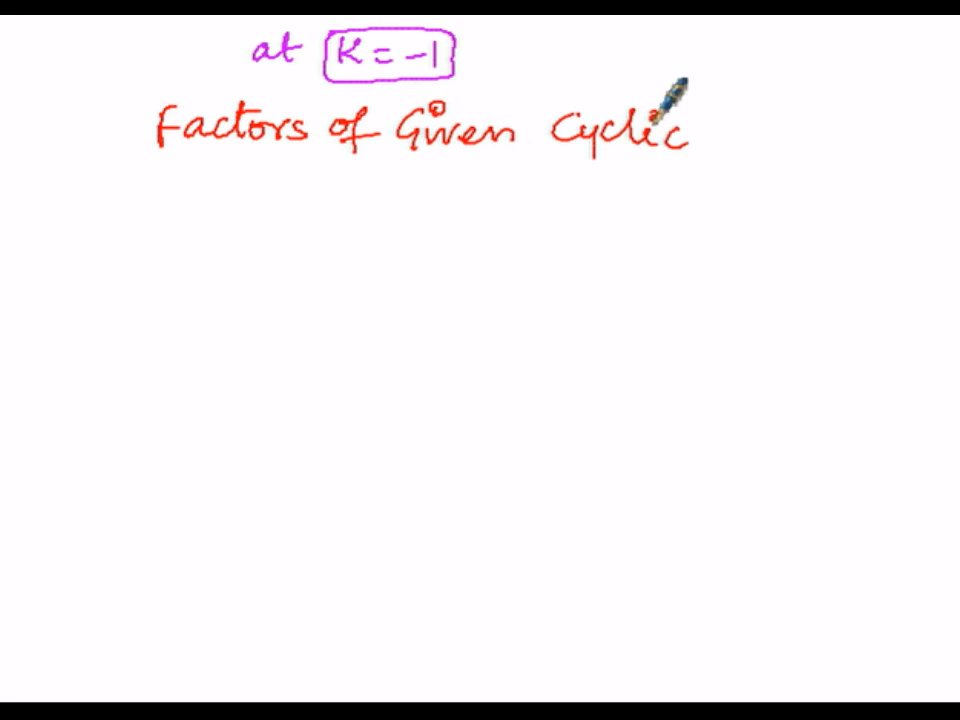 at K = -1
Factors of Given Cyclic